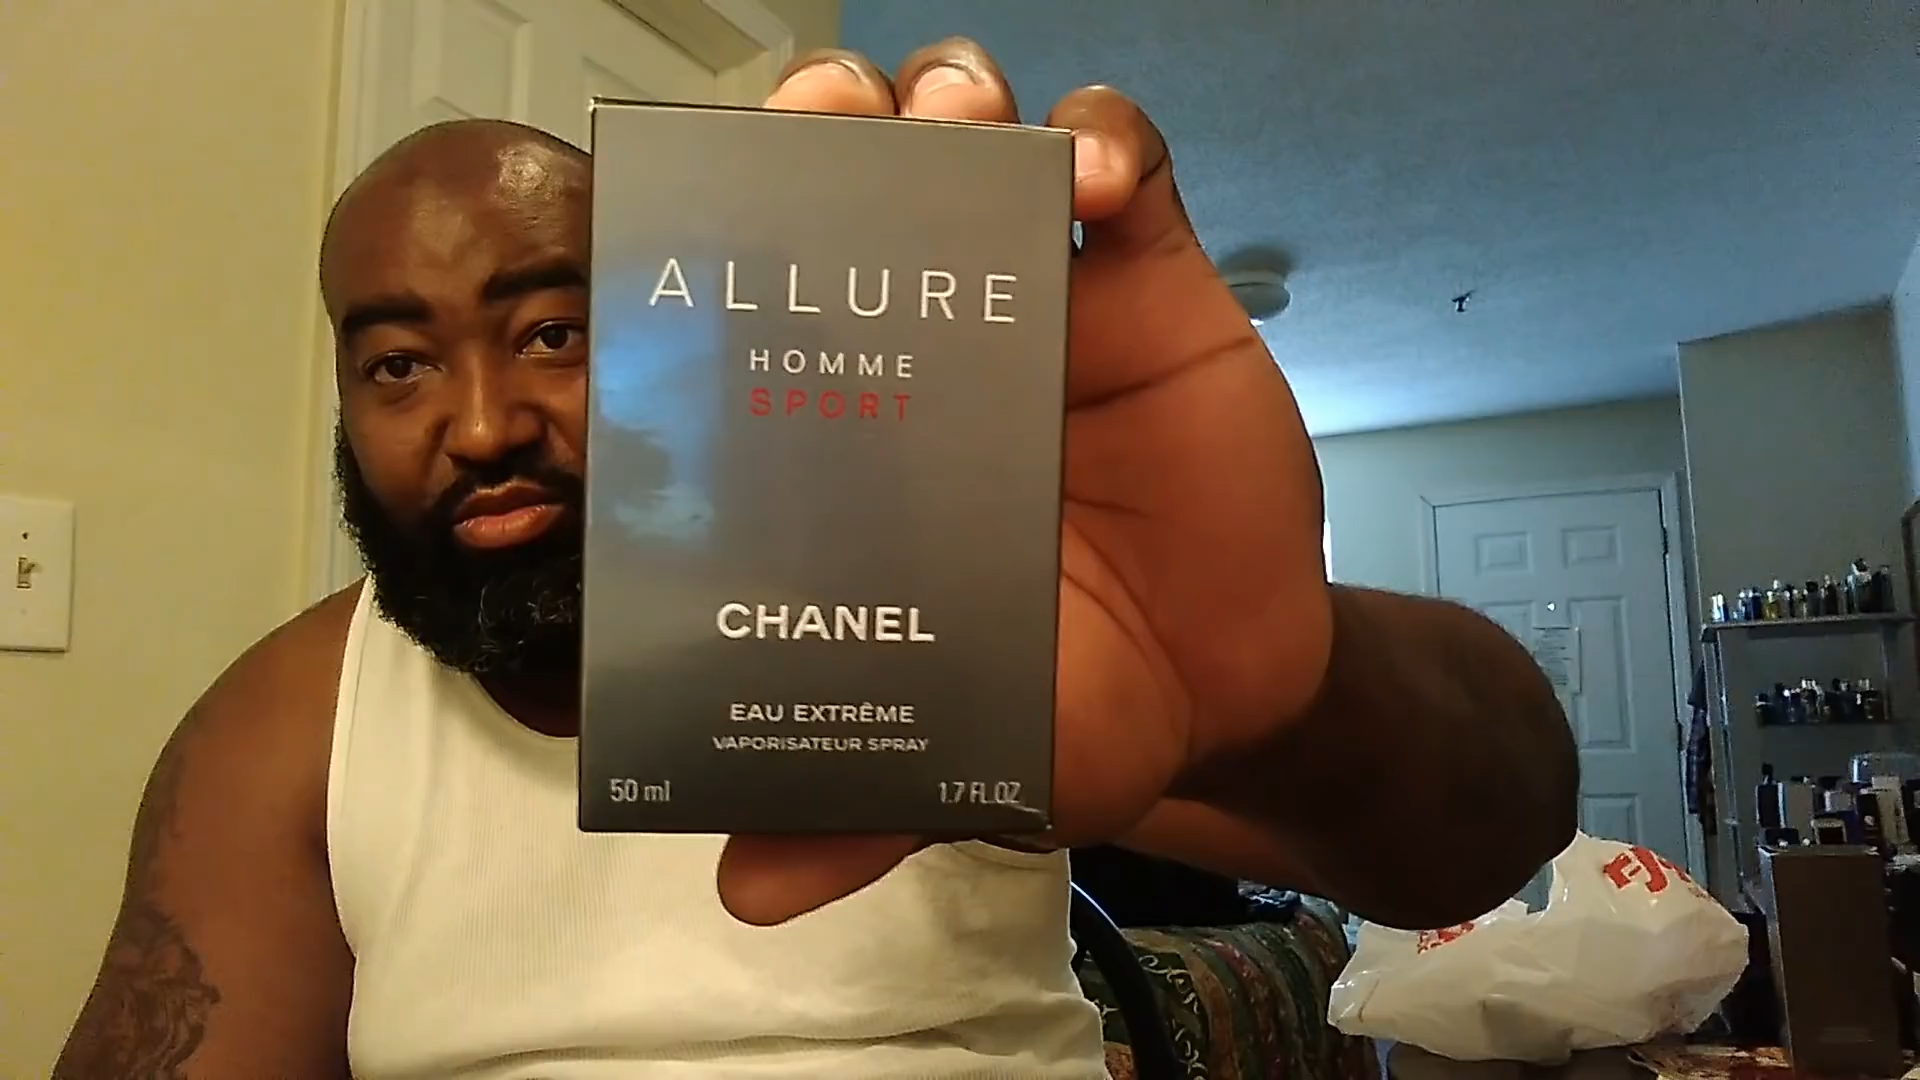 ALLURE
HOMME
SPORT
CHANEL
EAU EXTRÊME
VAPORISATEUR SPRAY
50 ml
1.7 FL.OZ.